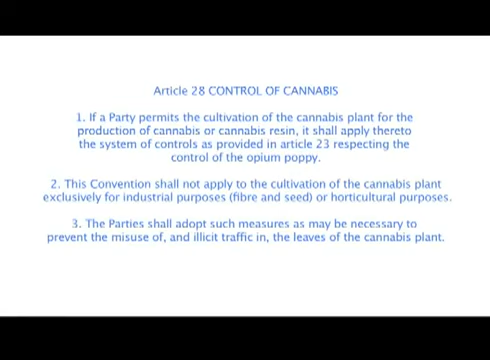 Article 28 CONTROL OF CANNABIS
1. If a Party permits the cultivation of the cannabis plant for the
production of cannabis or cannabis resin, it shall apply thereto
the system of controls as provided in article 23 respecting the
control of the opium poppy.
2. This Convention shall not apply to the cultivation of the cannabis plant
exclusively for industrial purposes (fibre and seed) or horticultural purposes.
3. The Parties shall adopt such measures as may be necessary to
prevent the misuse of, and illicit traffic in, the leaves of the cannabis plant.